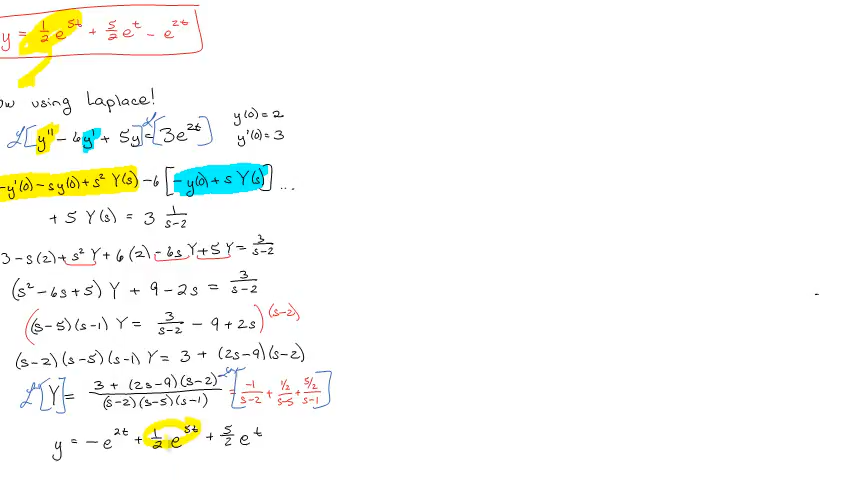 y = 1/2 e^{5t} + 5/2 e^{t} - e^{2t}
ow using Laplace!
y(0) = 2
ℒ[y'' - 6y' + 5y] = ℒ[3e^{2t}]
y'(0) = 3
-y'(0) - sy(0) + s² Y(s) - 6[-y(0) + s Y(s)] ...
+ 5 Y(s) = 3 1/(s-2)
3 - s(2) + s² Y + 6(2) - 6s Y + 5 Y = 3/(s-2)
(s² - 6s + 5) Y + 9 - 2s = 3/(s-2)
((s-5)(s-1) Y = 3/(s-2) - 9 + 2s)(s-2)
(s-2)(s-5)(s-1) Y = 3 + (2s-9)(s-2)
ℒ⁻¹[Y] = (3 + (2s-9)(s-2))/((s-2)(s-5)(s-1)) = ℒ⁻¹[-1/(s-2) + 1/2/(s-5) + 5/2/(s-1)]
y = -e^{2t} + 1/2 e^{5t} + 5/2 e^{t}